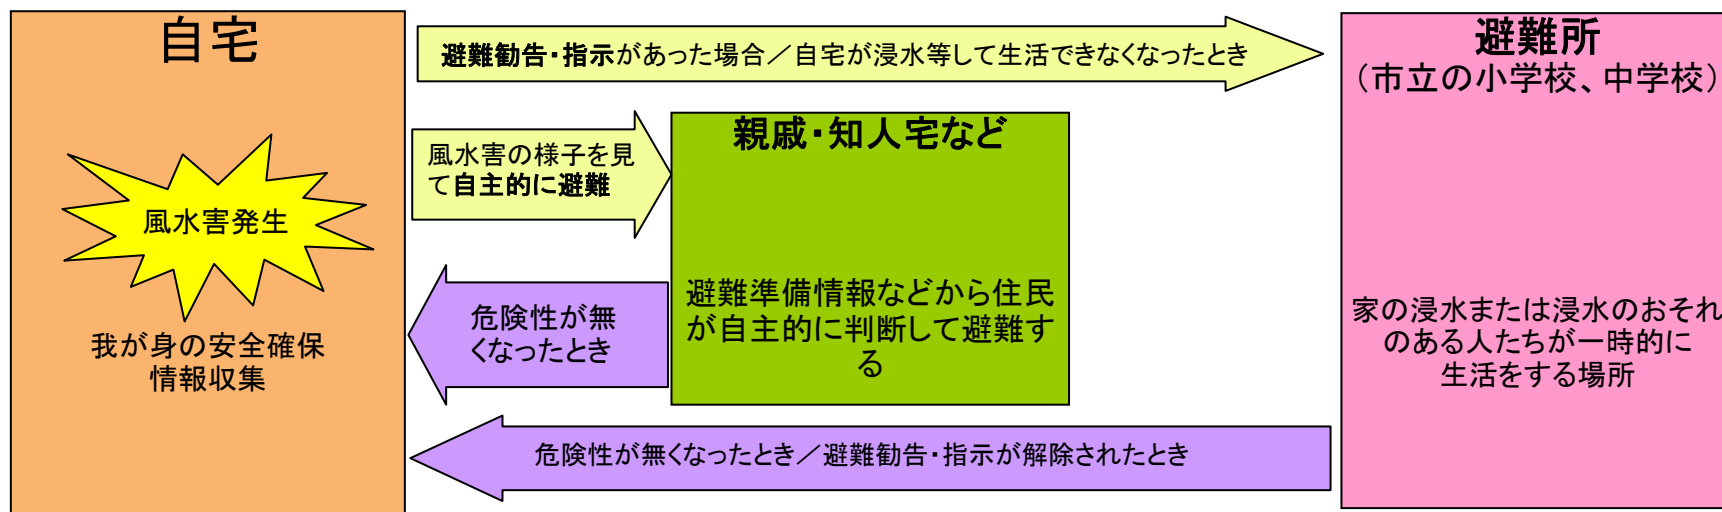 自宅
風水害発生
我が身の安全確保
情報収集
避難勧告・指示があった場合／自宅が浸水等して生活できなくなったとき
風水害の様子を見
て自主的に避難
危険性が無
くなったとき
親戚・知人宅など
避難準備情報などから住民
が自主的に判断して避難す
る
危険性が無くなったとき／避難勧告・指示が解除されたとき
避難所
（市立の小学校、中学校）
家の浸水または浸水のおそれ
のある人たちが一時的に
生活をする場所